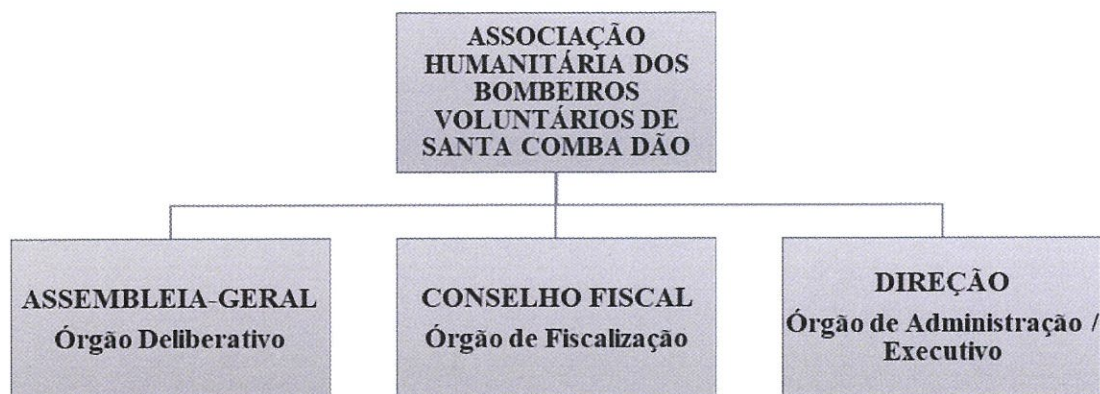 ASSOCIAÇÃO
HUMANITÁRIA DOS
BOMBEIROS
VOLUNTÁRIOS DE
SANTA COMBA DÃO
ASSEMBLEIA-GERAL
Órgão Deliberativo
CONSELHO FISCAL
Órgão de Fiscalização
DIREÇÃO
Órgão de Administração /
Executivo